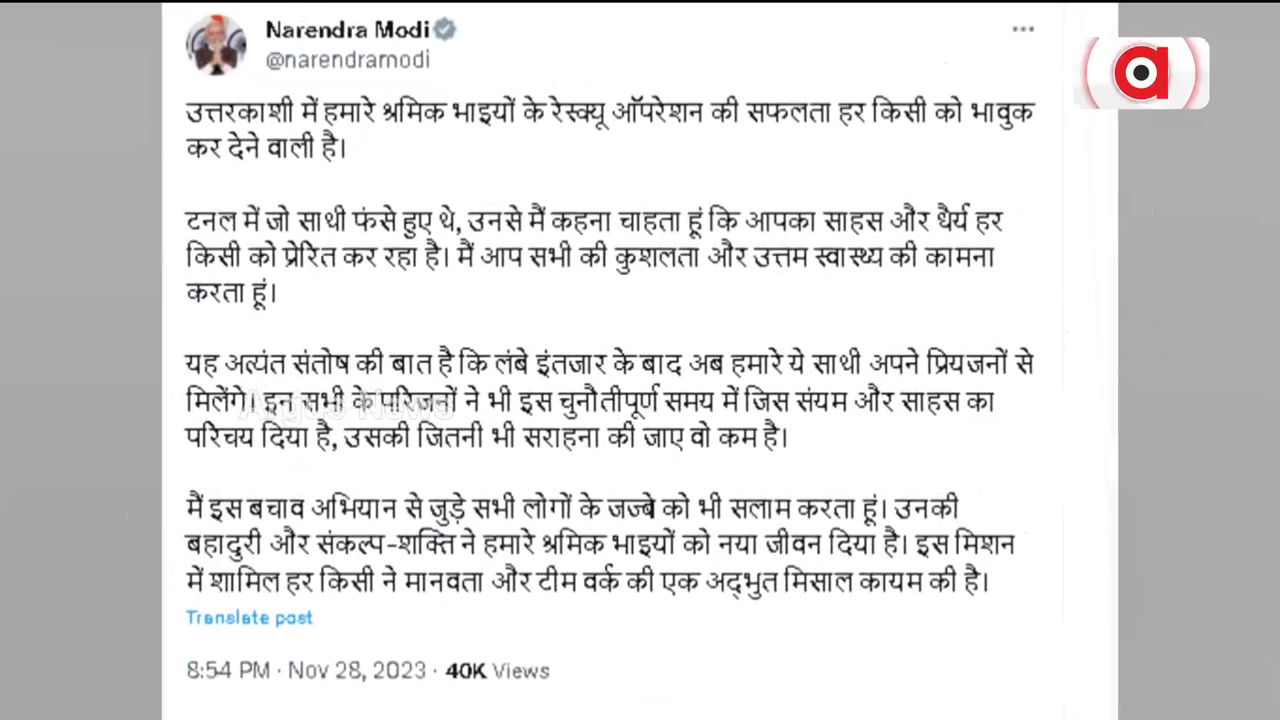 Narendra Modi
@narendramodi
उत्तरकाशी में हमारे श्रमिक भाइयों के रेस्क्यू ऑपरेशन की सफलता हर किसी को भावुक
कर देने वाली है।
टनल में जो साथी फंसे हुए थे, उनसे मैं कहना चाहता हूं कि आपका साहस और धैर्य हर
किसी को प्रेरित कर रहा है। मैं आप सभी की कुशलता और उत्तम स्वास्थ्य की कामना
करता हूं।
यह अत्यंत संतोष की बात है कि लंबे इंतजार के बाद अब हमारे ये साथी अपने प्रियजनों से
मिलेंगे। इन सभी के परिजनों ने भी इस चुनौतीपूर्ण समय में जिस संयम और साहस का
परिचय दिया है, उसकी जितनी भी सराहना की जाए वो कम है।
मैं इस बचाव अभियान से जुड़े सभी लोगों के जज्बे को भी सलाम करता हूं। उनकी
बहादुरी और संकल्प-शक्ति ने हमारे श्रमिक भाइयों को नया जीवन दिया है। इस मिशन
में शामिल हर किसी ने मानवता और टीम वर्क की एक अद्भुत मिसाल कायम की है।
Translate post
8:54 PM · Nov 28, 2023 · 40K Views
a
Argus News